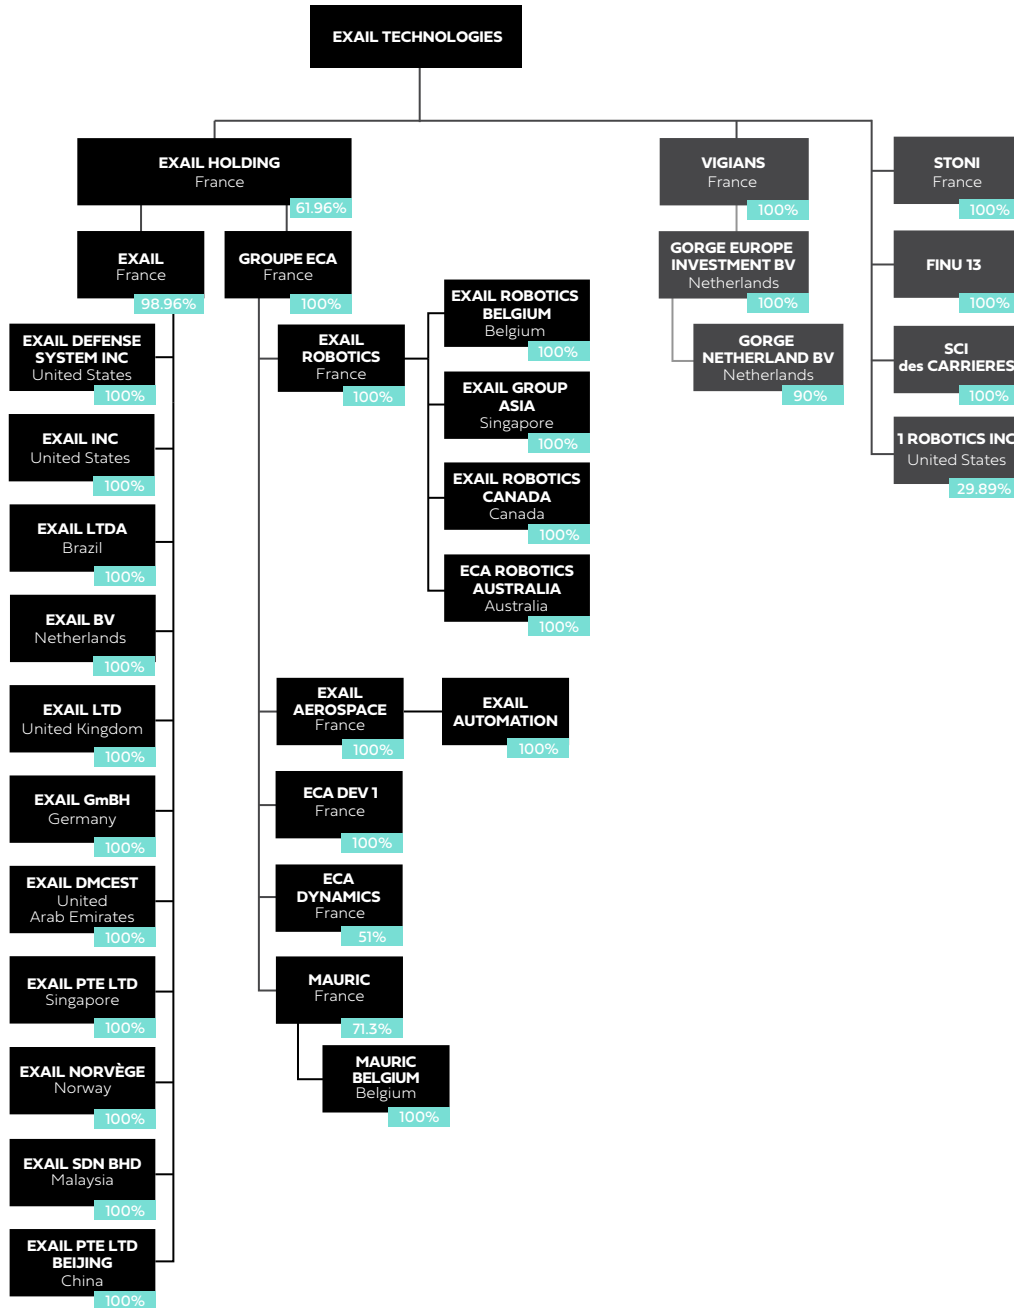 EXAIL TECHNOLOGIES
EXAIL HOLDING
France
61.96%
EXAIL
France
98.96%
EXAIL DEFENSE
SYSTEM INC
United States
100%
EXAIL INC
United States
100%
EXAIL LTDA
Brazil
100%
EXAIL BV
Netherlands
100%
EXAIL LTD
United Kingdom
100%
EXAIL GmBH
Germany
100%
EXAIL DMCEST
United
Arab Emirates
100%
EXAIL PTE LTD
Singapore
100%
EXAIL NORVÈGE
Norway
100%
EXAIL SDN BHD
Malaysia
100%
EXAIL PTE LTD
BEIJING
China
100%
GROUPE ECA
France
100%
EXAIL
ROBOTICS
France
100%
EXAIL ROBOTICS
BELGIUM
Belgium
100%
EXAIL GROUP
ASIA
Singapore
100%
EXAIL ROBOTICS
CANADA
Canada
100%
ECA ROBOTICS
AUSTRALIA
Australia
100%
EXAIL
AEROSPACE
France
100%
EXAIL
AUTOMATION
100%
ECA DEV 1
France
100%
ECA
DYNAMICS
France
51%
MAURIC
France
71.3%
MAURIC
BELGIUM
Belgium
100%
VIGIANS
France
100%
GORGE EUROPE
INVESTMENT BV
Netherlands
100%
GORGE
NETHERLAND BV
Netherlands
90%
STONI
France
100%
FINU 13
100%
SCI
des CARRIERES
100%
1 ROBOTICS INC
United States
29.89%